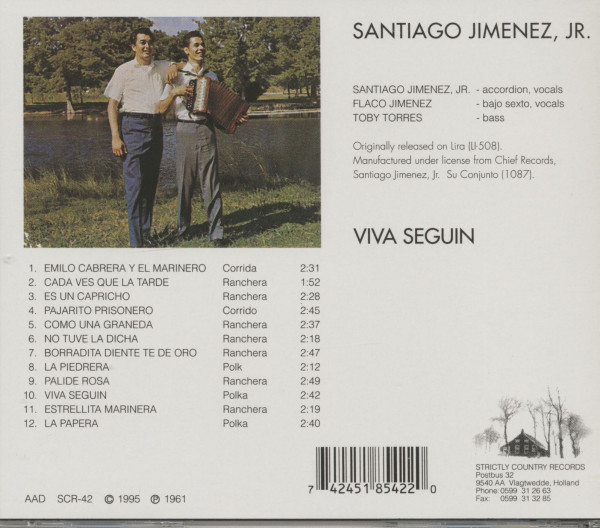 SANTIAGO JIMENEZ, JR.
SANTIAGO JIMENEZ, JR. - accordion, vocals
FLACO JIMENEZ - bajo sexto, vocals
TOBY TORRES - bass
Originally released on Lira (LI-508).
Manufactured under license from Chief Records,
Santiago Jimenez, Jr. Su Conjunto (1087).
VIVA SEGUIN
1. EMILO CABRERA Y EL MARINERO Corrida 2:31
2. CADA VES QUE LA TARDE Ranchera 1:52
3. ES UN CAPRICHO Ranchera 2:28
4. PAJARITO PRISONERO Corrido 2:45
5. COMO UNA GRANEDA Ranchera 2:37
6. NO TUVE LA DICHA Ranchera 2:18
7. BORRADITA DIENTE TE DE ORO Ranchera 2:47
8. LA PIEDRERA Polk 2:12
9. PALIDE ROSA Ranchera 2:49
10. VIVA SEGUIN Polka 2:42
11. ESTRELLITA MARINERA Ranchera 2:19
12. LA PAPERA Polka 2:40
AAD SCR-42 © 1995 ℗ 1961
7 42451 85422 0
STRICTLY COUNTRY RECORDS
Postbus 32
9540 AA Vlagtwedde, Holland
Phone: 0599 31 26 63
Fax: 0599 31 32 85